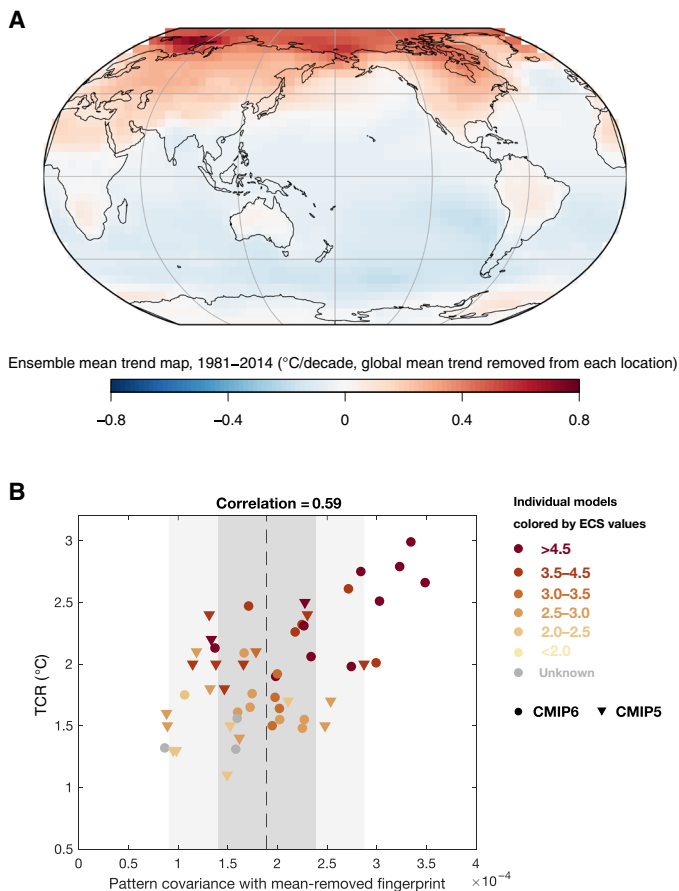 A
Ensemble mean trend map, 1981−2014 (°C/decade, global mean trend removed from each location)
−0.8 −0.4 0 0.4 0.8
B
Correlation = 0.59
TCR (°C)
3
2.5
2
1.5
1
0.5
0 1 1.5 2 2.5 3 3.5 4
Pattern covariance with mean-removed fingerprint ×10⁻⁴
Individual models
colored by ECS values
>4.5
3.5–4.5
3.0–3.5
2.5–3.0
2.0–2.5
<2.0
Unknown
CMIP6 CMIP5